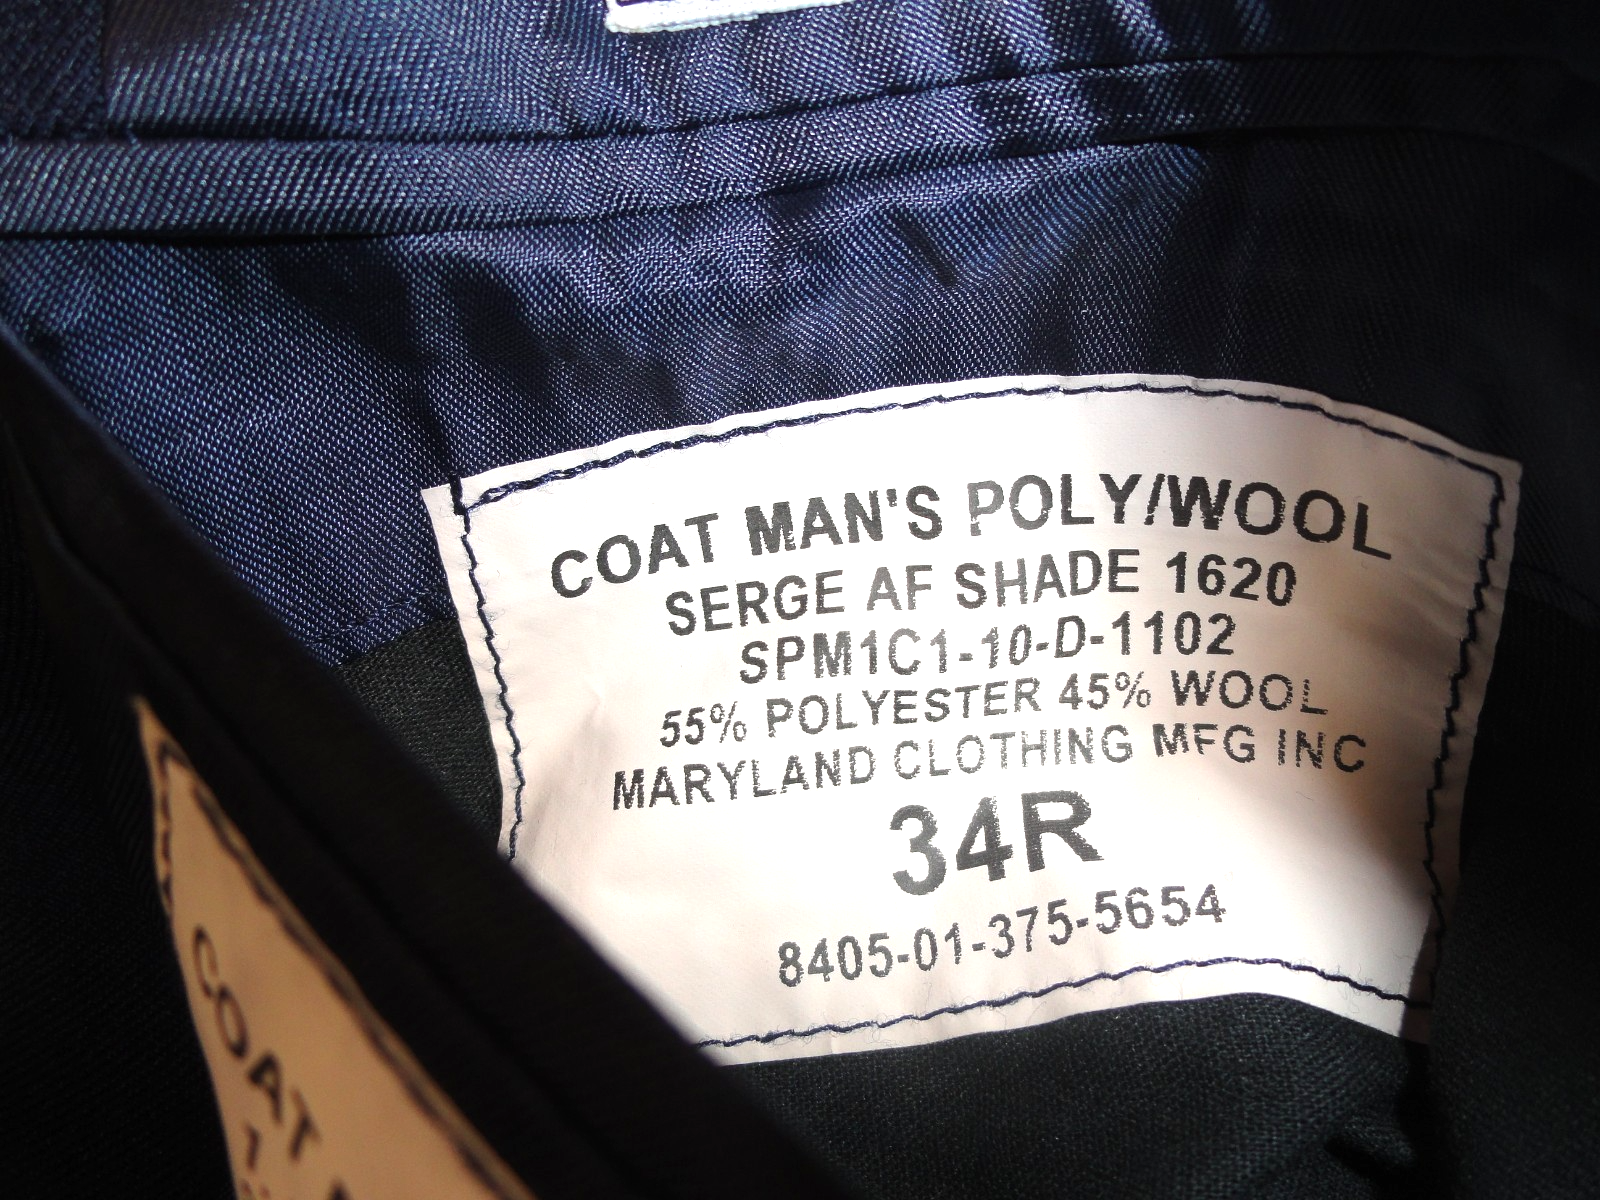 COAT MAN'S POLY/WOOL
SERGE AF SHADE 1620
SPM1C1-10-D-1102
55% POLYESTER 45% WOOL
MARYLAND CLOTHING MFG INC
34R
8405-01-375-5654
COAT